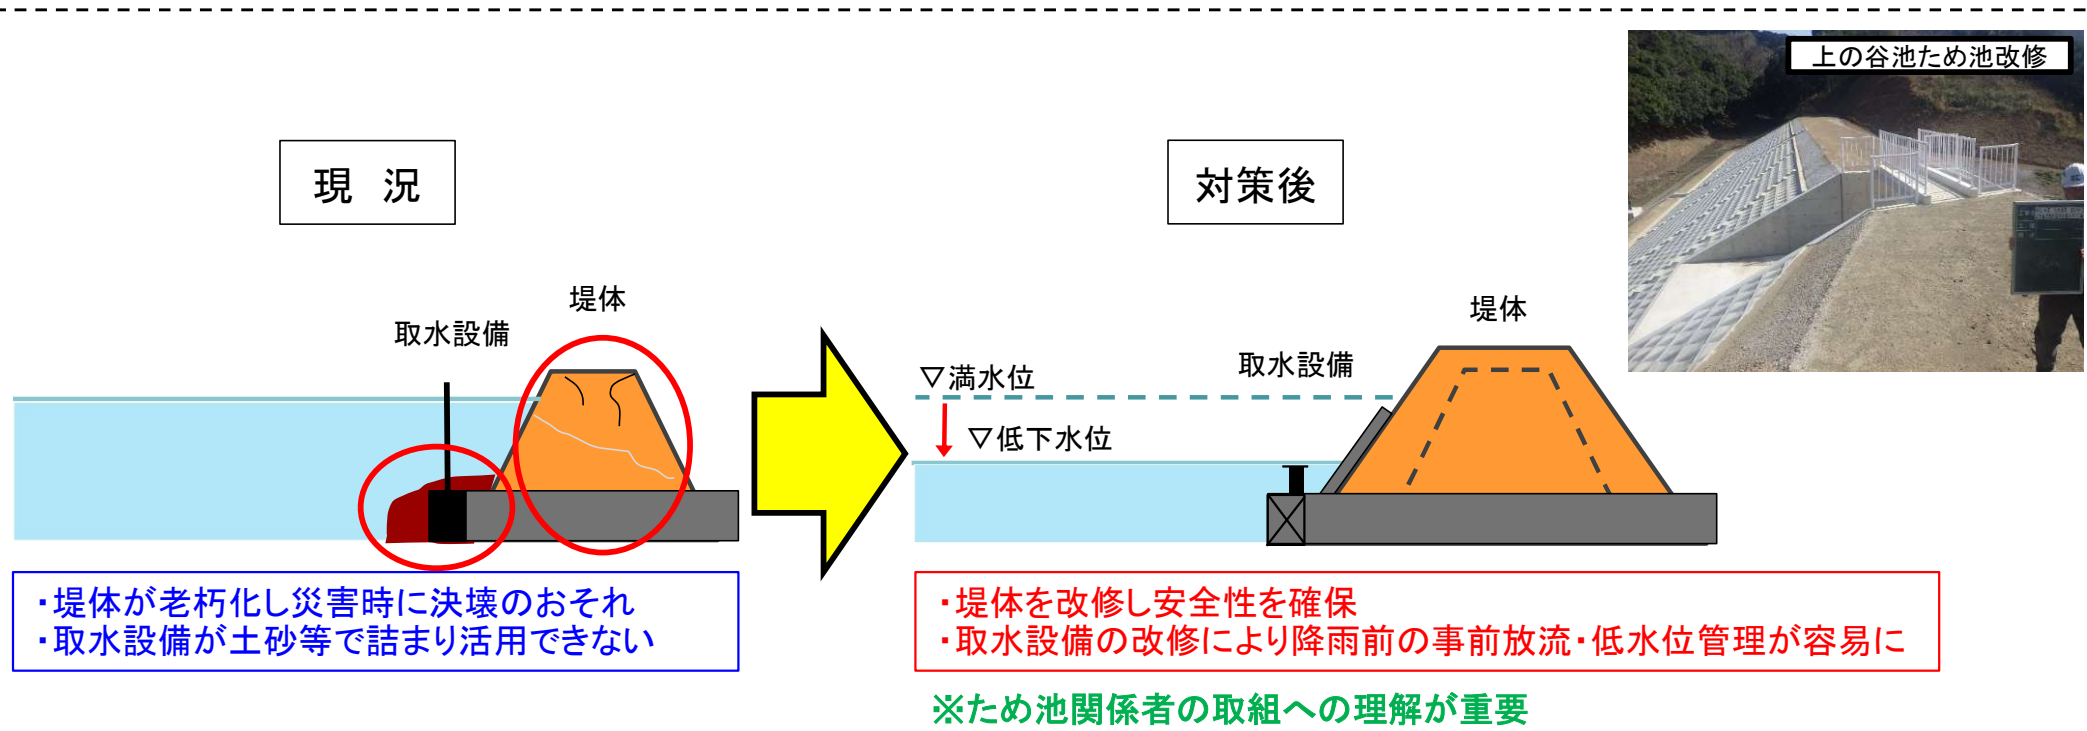 上の谷池ため池改修
現　況
対策後
堤体
取水設備
堤体
取水設備
▽満水位
▽低下水位
・堤体が老朽化し災害時に決壊のおそれ
・取水設備が土砂等で詰まり活用できない
・堤体を改修し安全性を確保
・取水設備の改修により降雨前の事前放流・低水位管理が容易に
※ため池関係者の取組への理解が重要